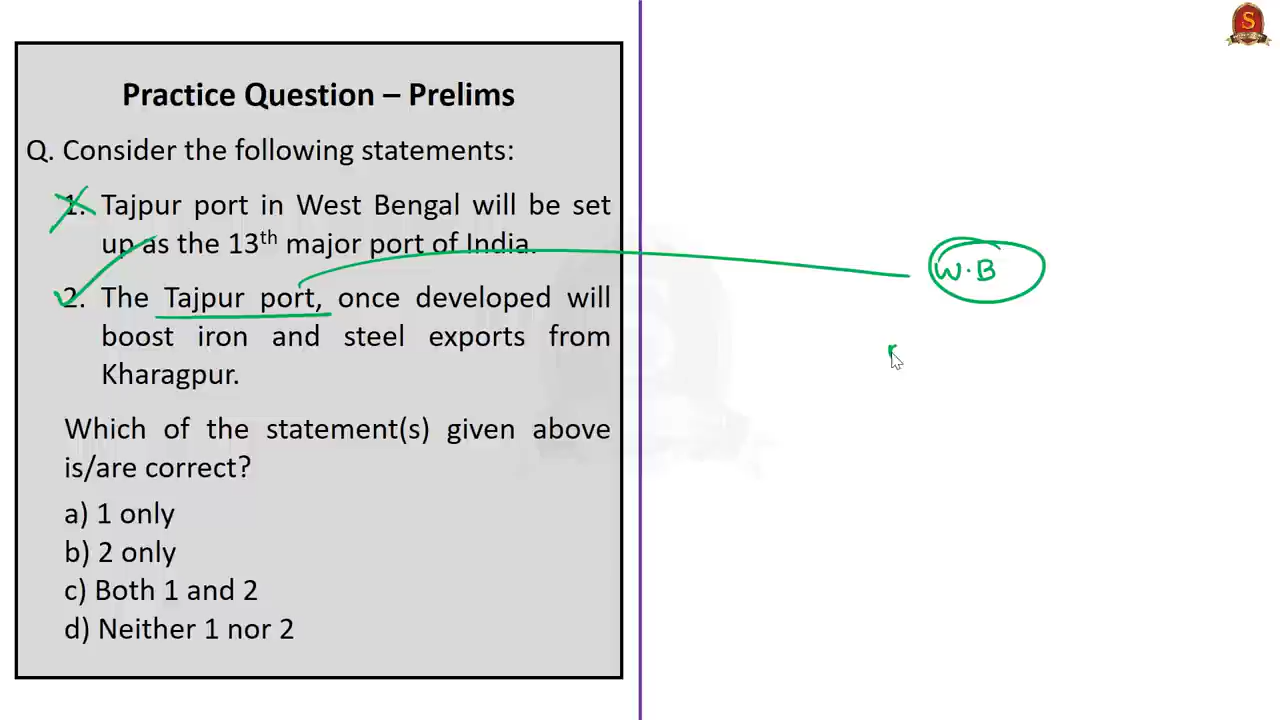 Practice Question – Prelims
Q. Consider the following statements:
1. Tajpur port in West Bengal will be set
up as the 13th major port of India.
2. The Tajpur port, once developed will
boost iron and steel exports from
Kharagpur.
Which of the statement(s) given above
is/are correct?
a) 1 only
b) 2 only
c) Both 1 and 2
d) Neither 1 nor 2
W.B
S